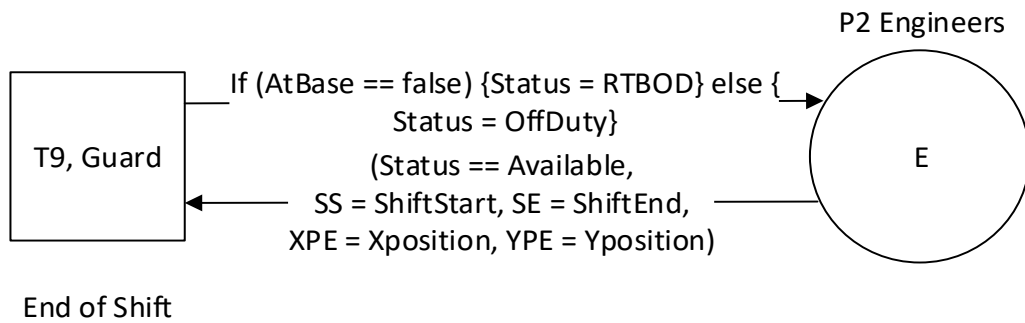 P2 Engineers
If (AtBase == false) {Status = RTBOD} else {
Status = OffDuty}
T9, Guard
(Status == Available,
E
SS = ShiftStart, SE = ShiftEnd,
XPE = Xposition, YPE = Yposition)
End of Shift